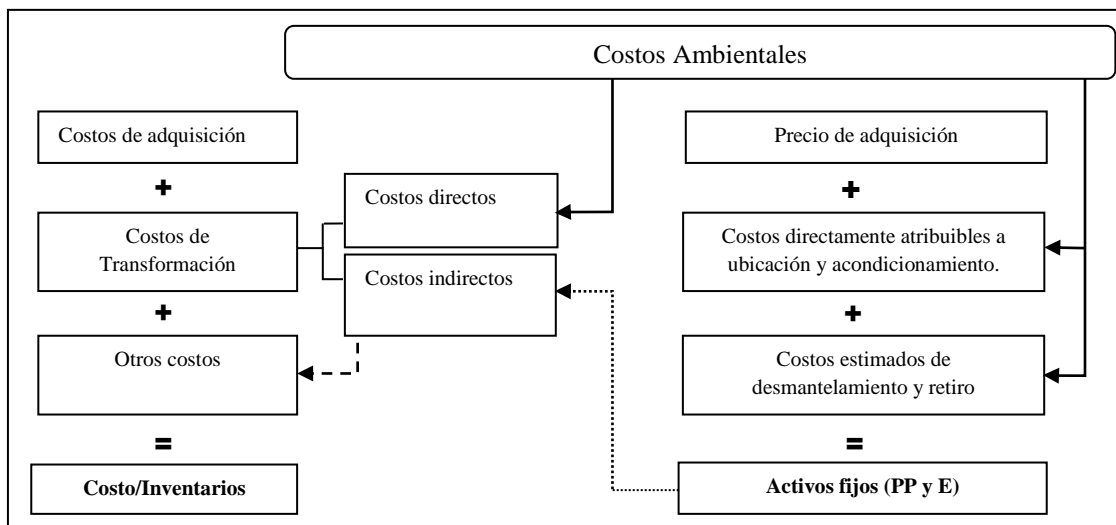 Costos Ambientales
Costos de adquisición
+
Costos de
Transformación
+
Otros costos
=
Costo/Inventarios
Costos directos
Costos indirectos
Precio de adquisición
+
Costos directamente atribuibles a
ubicación y acondicionamiento.
+
Costos estimados de
desmantelamiento y retiro
=
Activos fijos (PP y E)